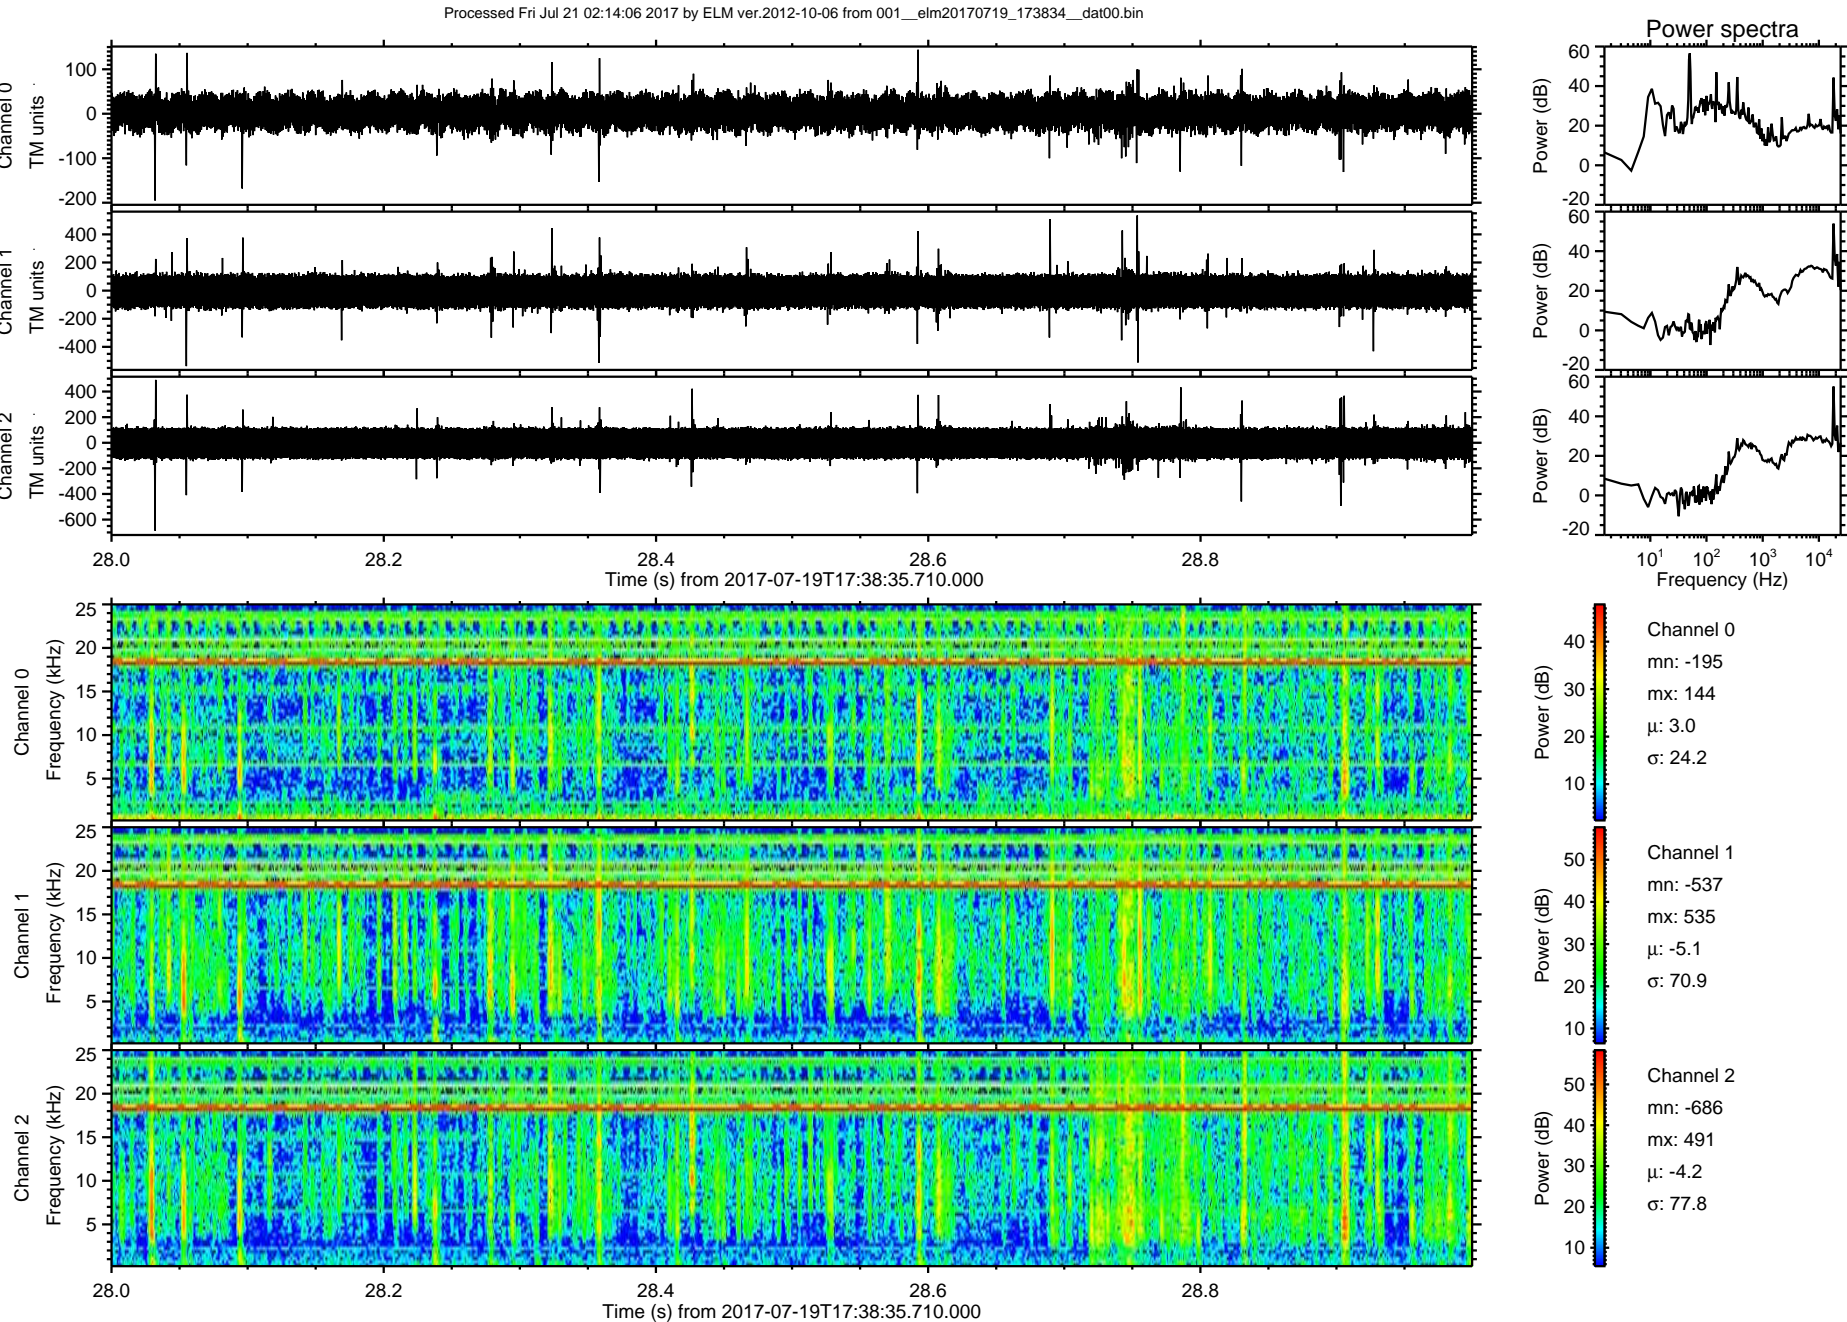 Processed Fri Jul 21 02:14:06 2017 by ELM ver.2012-10-06 from 001__elm20170719_173834__dat00.bin
Power spectra
Channel 0
TM units
100
0
-100
-200
Power (dB)
60
40
20
0
-20
Channel 1
TM units
400
200
0
-200
-400
Power (dB)
60
40
20
0
-20
Channel 2
TM units
400
200
0
-200
-400
-600
Power (dB)
60
40
20
0
-20
28.0 28.2 28.4 28.6 28.8
Time (s) from 2017-07-19T17:38:35.710.000
10¹ 10² 10³ 10⁴
Frequency (Hz)
Channel 0
Frequency (kHz)
25
20
15
10
5
Power (dB)
40
30
20
10
Channel 0
mn: -195
mx: 144
μ: 3.0
σ: 24.2
Channel 1
Frequency (kHz)
25
20
15
10
5
Power (dB)
50
40
30
20
10
Channel 1
mn: -537
mx: 535
μ: -5.1
σ: 70.9
Channel 2
Frequency (kHz)
25
20
15
10
5
Power (dB)
50
40
30
20
10
Channel 2
mn: -686
mx: 491
μ: -4.2
σ: 77.8
28.0 28.2 28.4 28.6 28.8
Time (s) from 2017-07-19T17:38:35.710.000